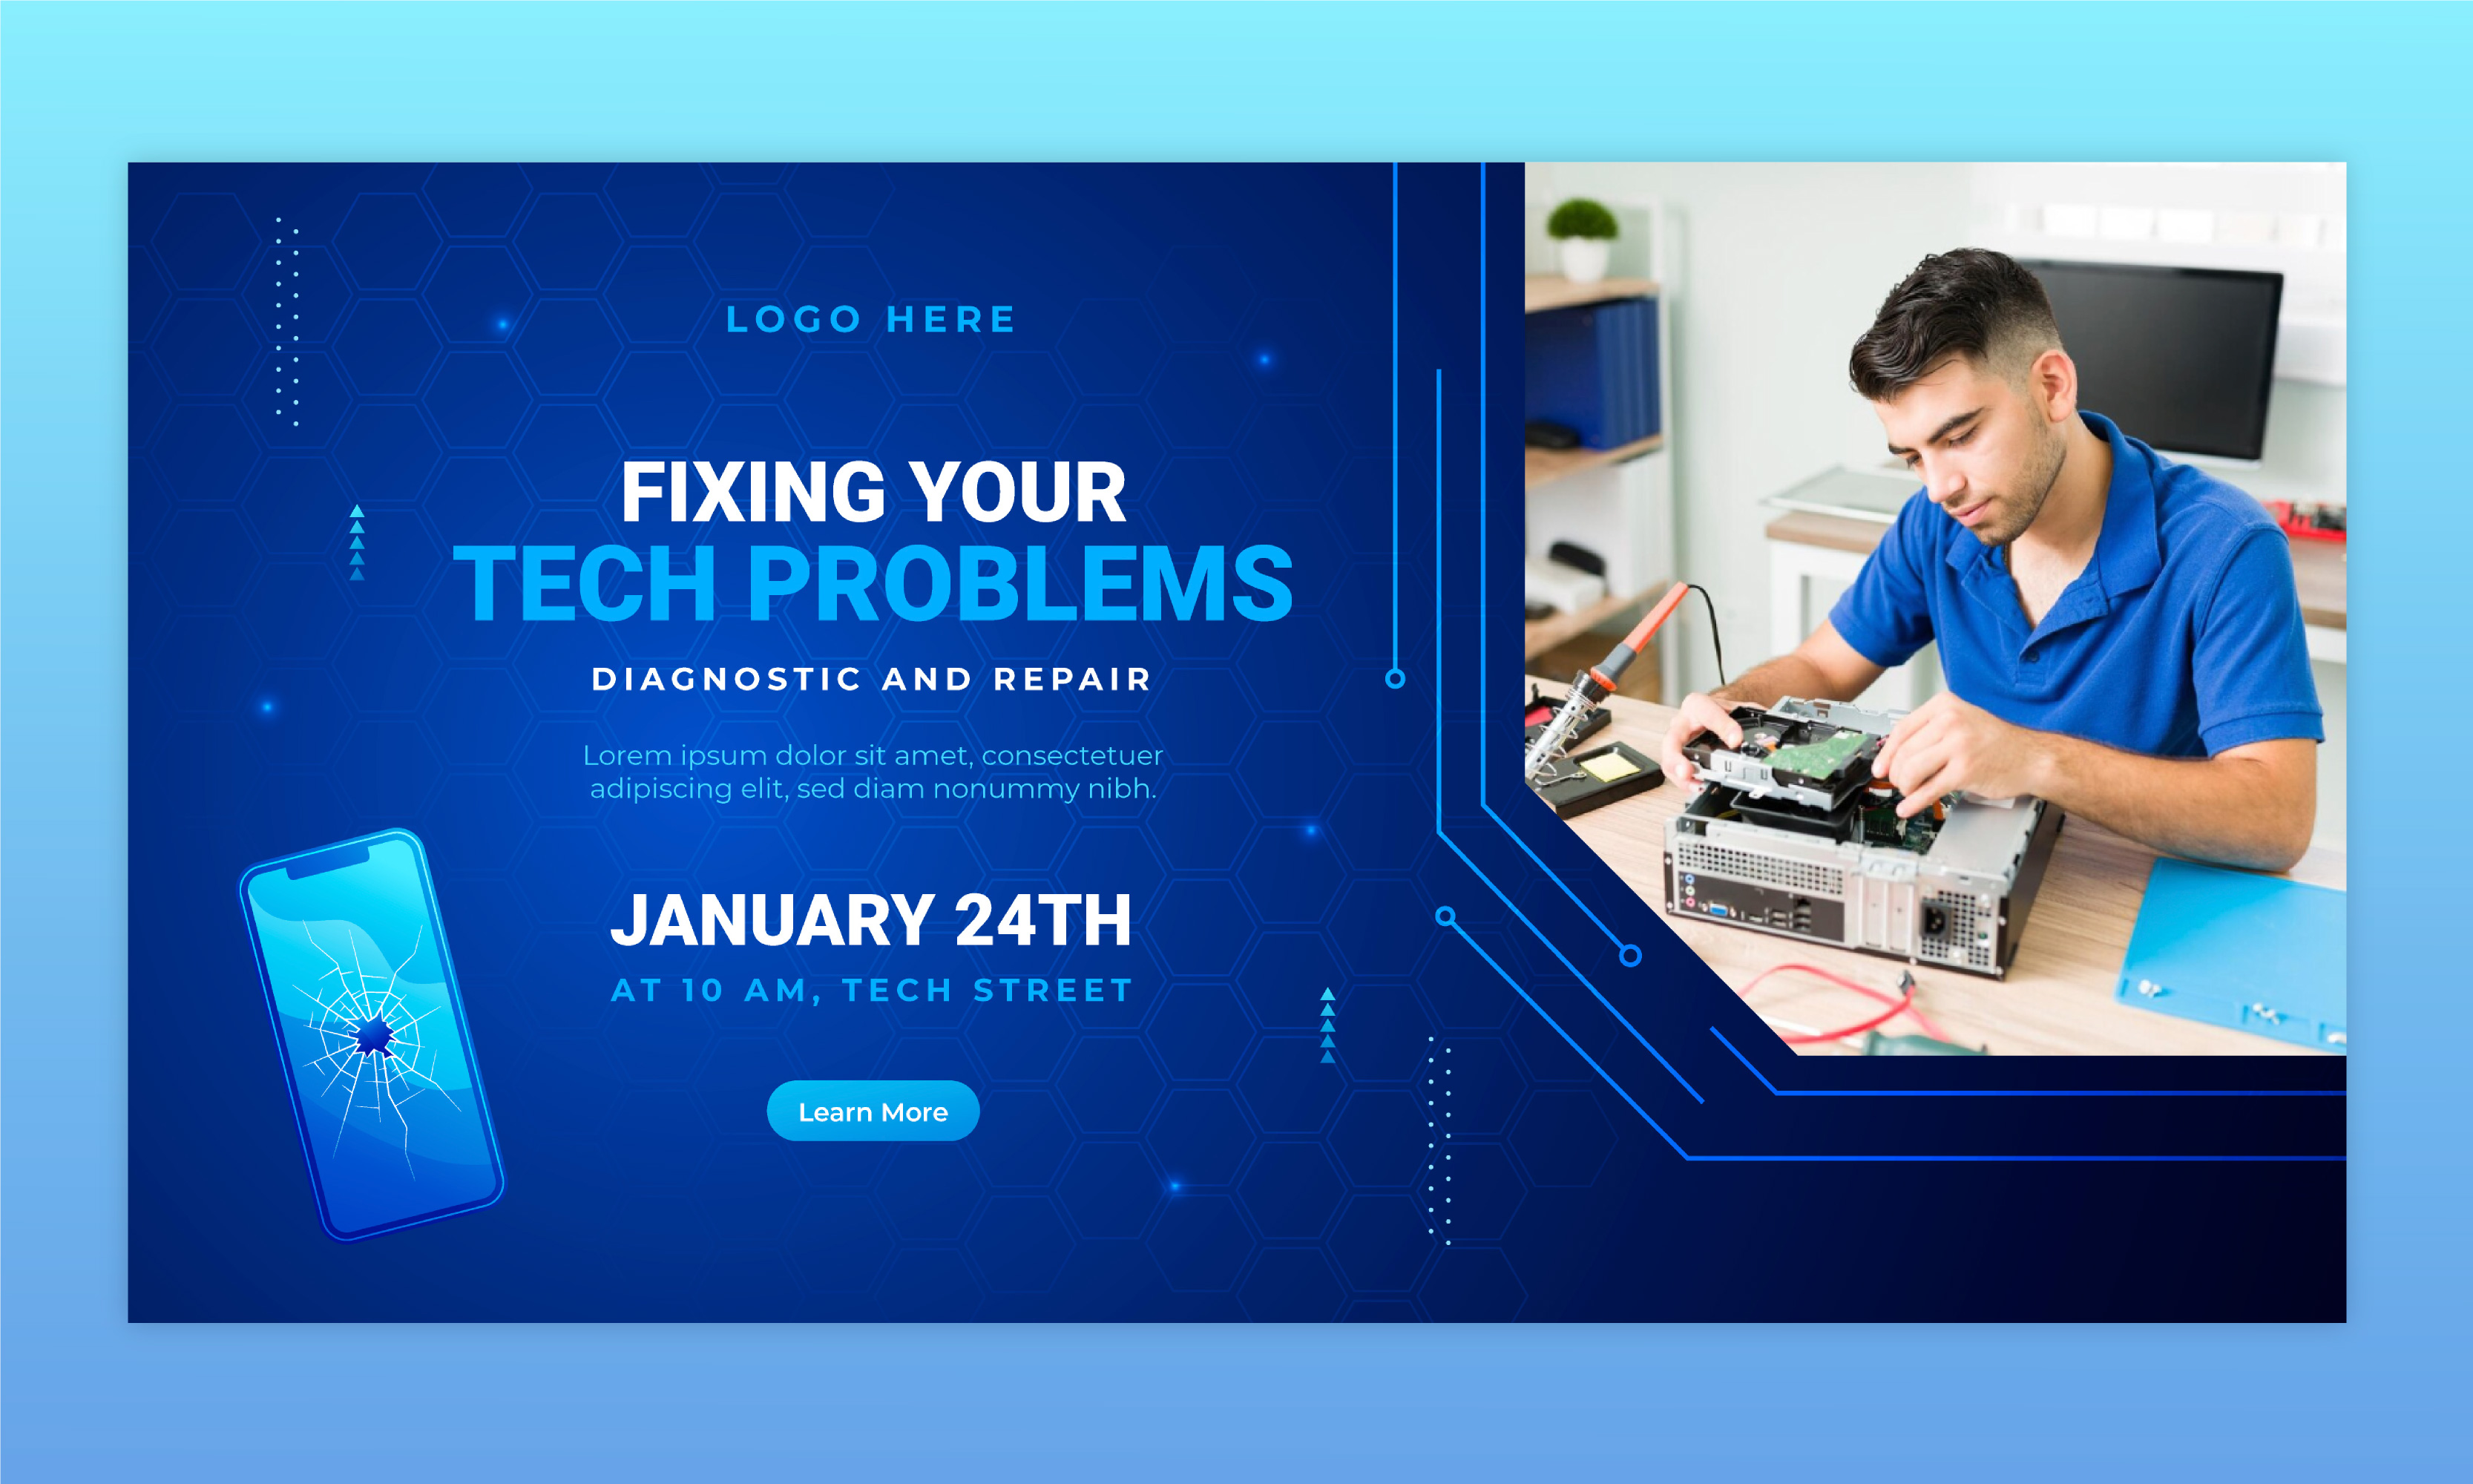 LOGO HERE
FIXING YOUR
TECH PROBLEMS
DIAGNOSTIC AND REPAIR
Lorem ipsum dolor sit amet, consectetuer
adipiscing elit, sed diam nonummy nibh.
JANUARY 24TH
AT 10 AM, TECH STREET
Learn More